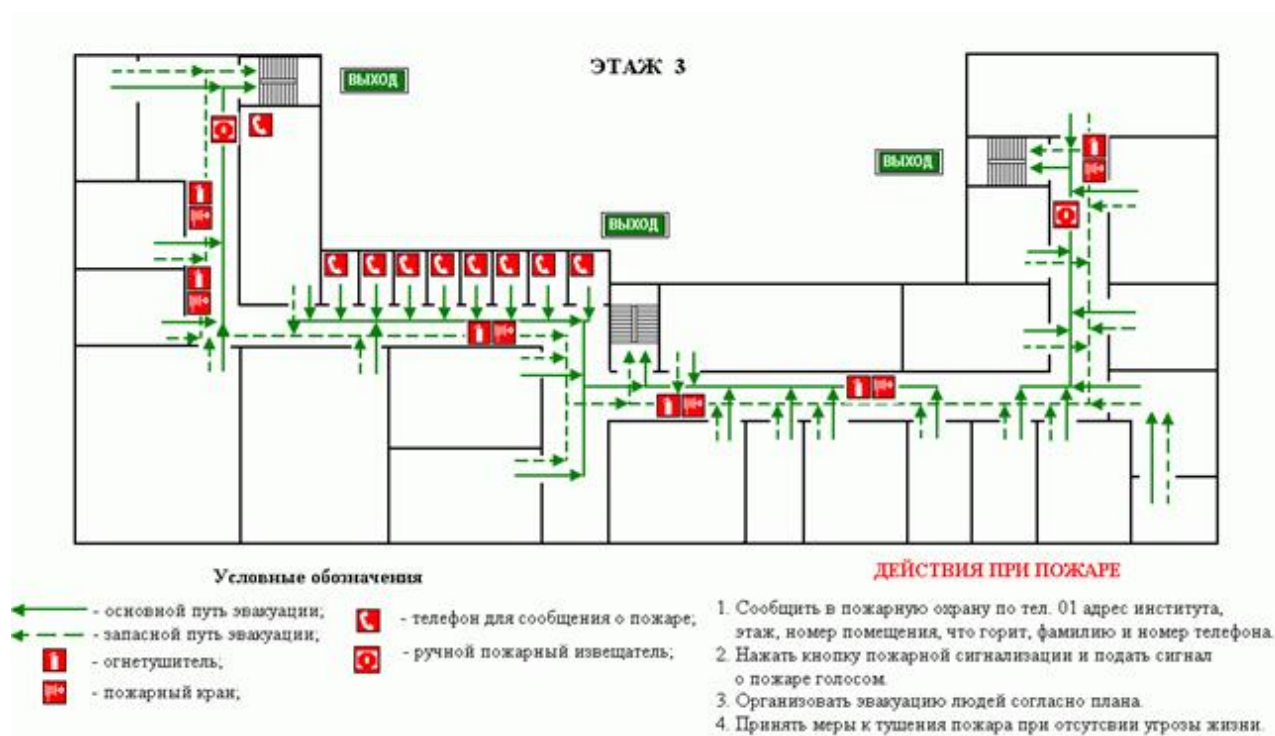 ЭТАЖ 3
ВЫХОД
ВЫХОД
ВЫХОД
Условные обозначения
- основной путь эвакуации;
- запасной путь эвакуации;
- огнетушитель;
- пожарный кран;
- телефон для сообщения о пожаре;
- ручной пожарный извещатель;
ДЕЙСТВИЯ ПРИ ПОЖАРЕ
1. Сообщить в пожарную охрану по тел. 01 адрес института,
этаж, номер помещения, что горит, фамилию и номер телефона.
2. Нажать кнопку пожарной сигнализации и подать сигнал
о пожаре голосом.
3. Организовать эвакуацию людей согласно плана.
4. Принять меры к тушения пожара при отсутсвии угрозы жизни.